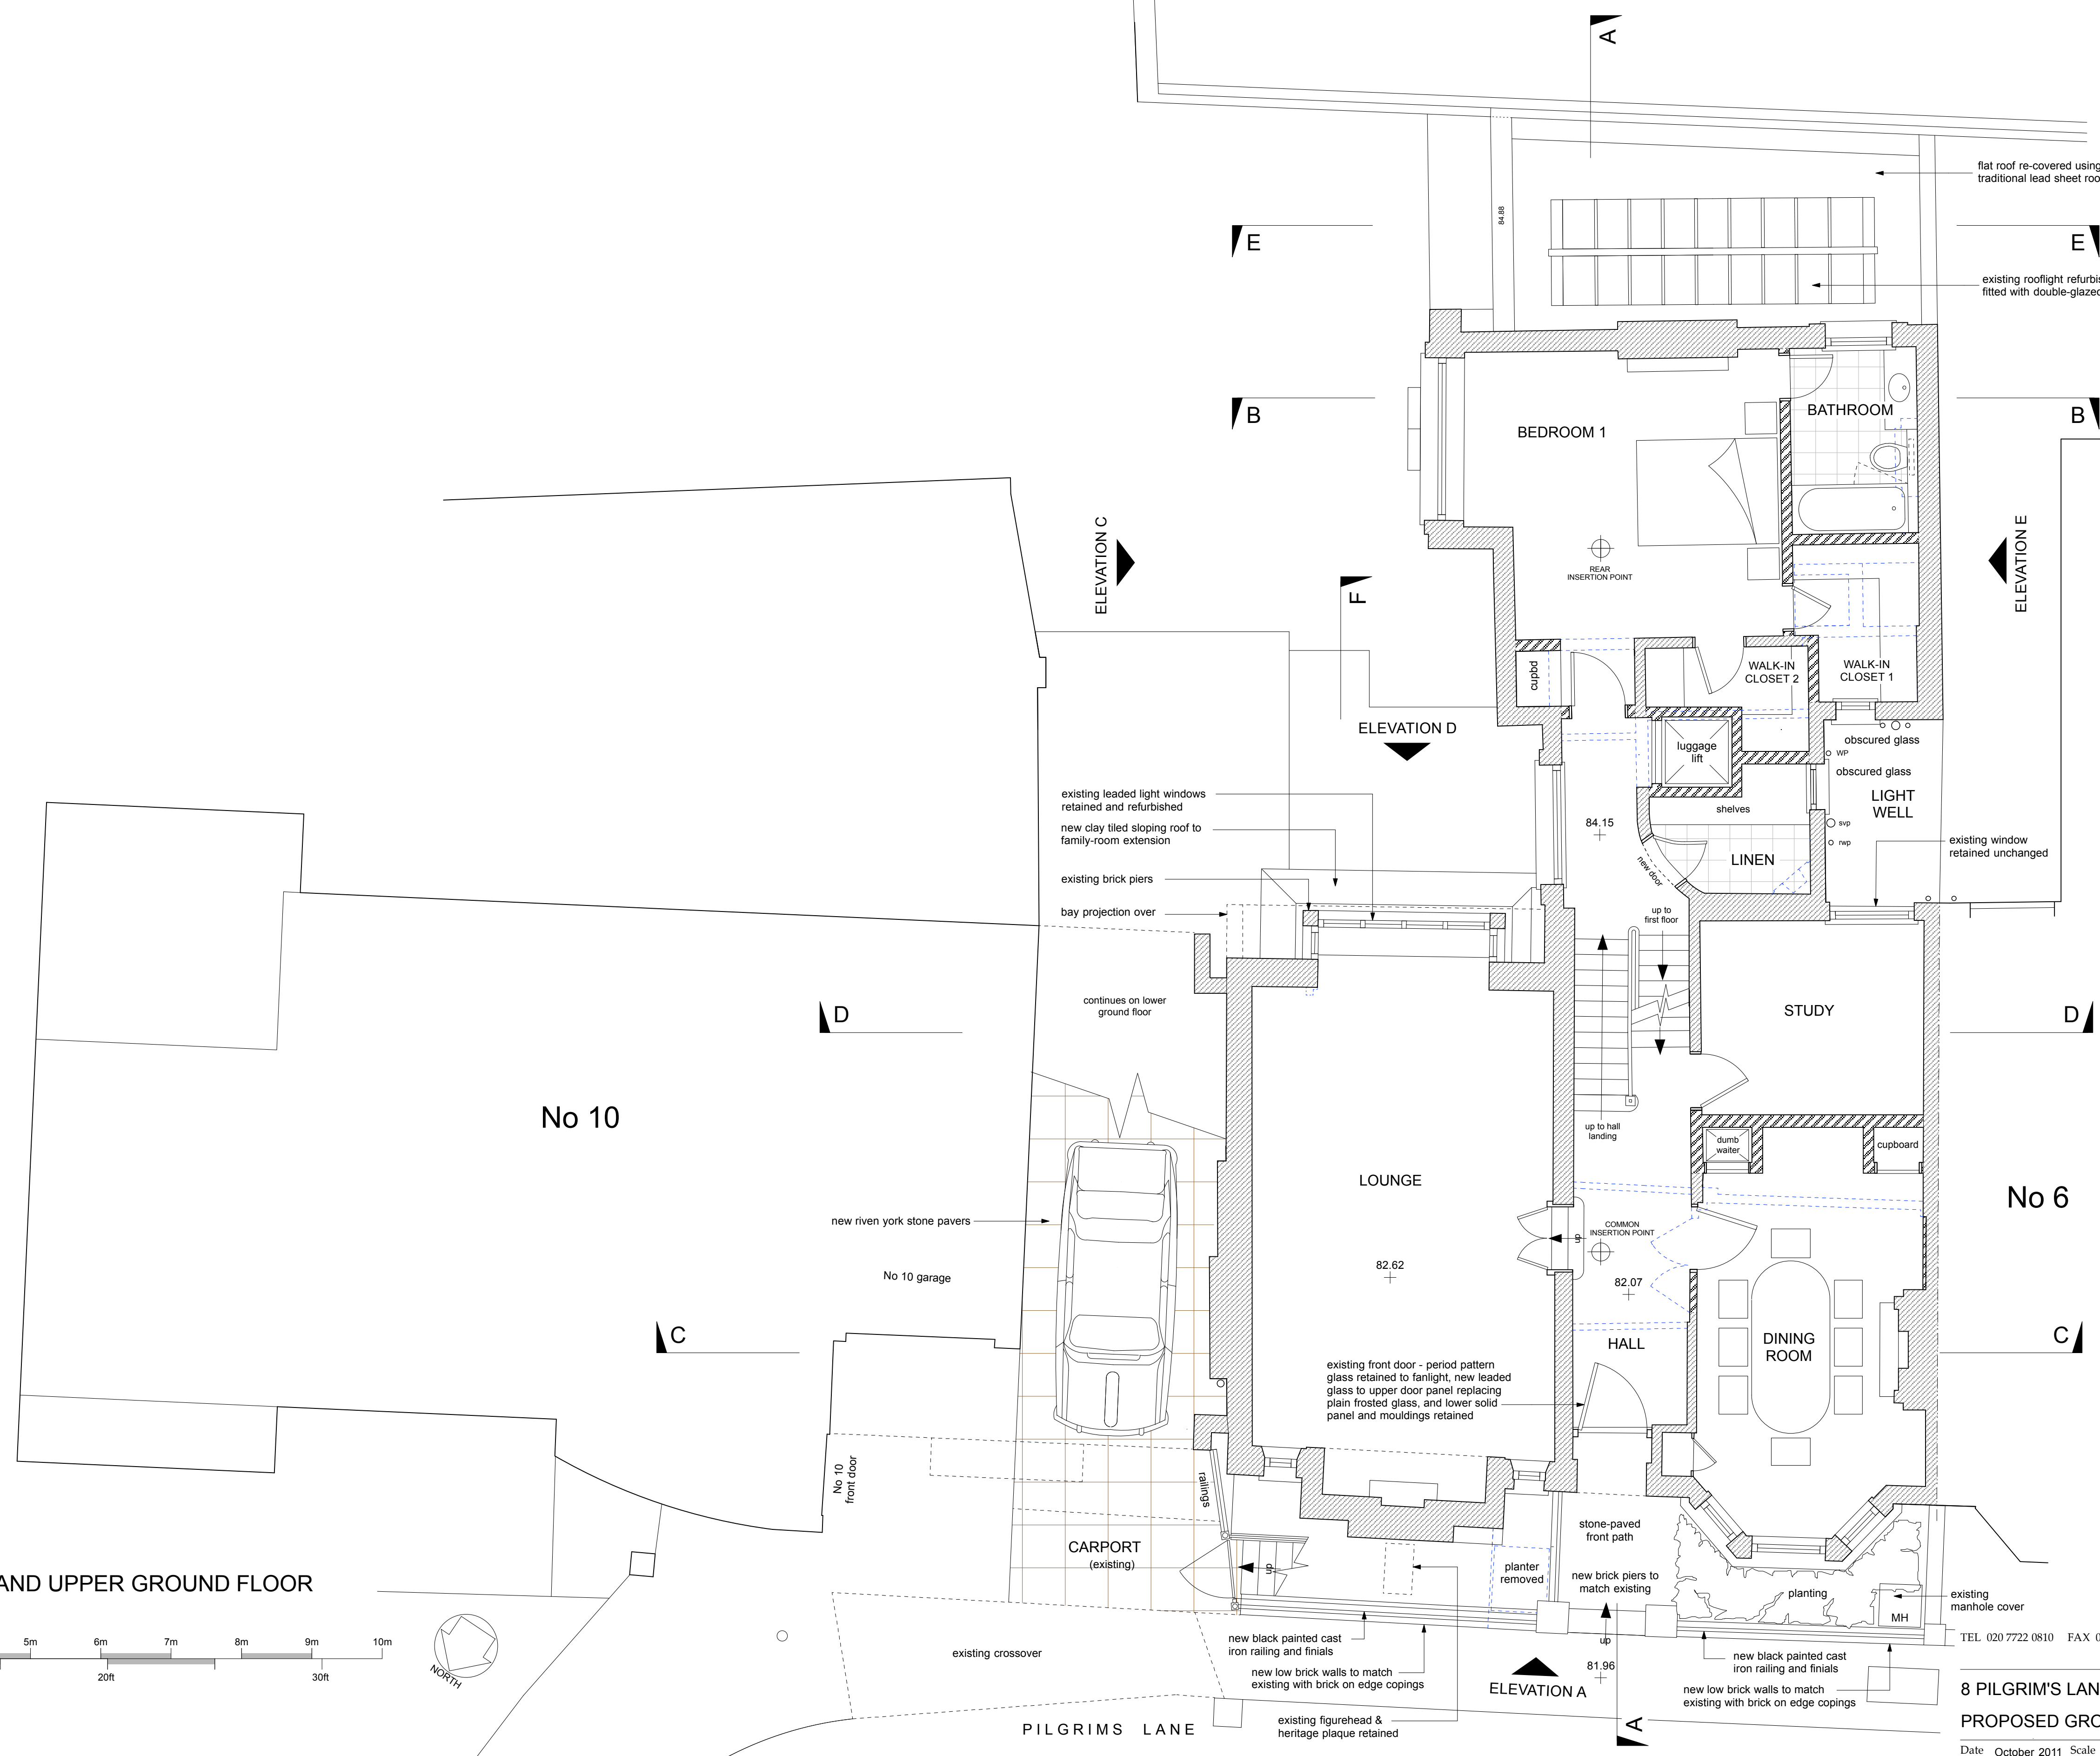 A
flat roof re-covered using
traditional lead sheet roo
84.88
E
E
existing rooflight refurbis
fitted with double-glazed
B
B
BEDROOM 1
BATHROOM
ELEVATION C
ELEVATION E
REAR
INSERTION POINT
F
cupbd
WALK-IN
CLOSET 2
WALK-IN
CLOSET 1
ELEVATION D
luggage
lift
obscured glass
WP
obscured glass
LIGHT
WELL
existing leaded light windows
retained and refurbished
shelves
84.15
svp
rwp
new clay tiled sloping roof to
family-room extension
existing window
retained unchanged
LINEN
new door
existing brick piers
bay projection over
up to
first floor
continues on lower
ground floor
D
D
STUDY
No 10
up to hall
landing
dumb
waiter
cupboard
LOUNGE
No 6
new riven york stone pavers
COMMON
INSERTION POINT
up
82.62
No 10 garage
82.07
C
C
HALL
DINING
ROOM
existing front door - period pattern
glass retained to fanlight, new leaded
glass to upper door panel replacing
plain frosted glass, and lower solid
panel and mouldings retained
No 10
front door
railings
stone-paved
front path
CARPORT
(existing)
up
planter
removed
new brick piers to
match existing
planting
existing
manhole cover
MH
AND UPPER GROUND FLOOR
5m
6m
7m
8m
9m
10m
20ft
30ft
NORTH
existing crossover
new black painted cast
iron railing and finials
up
81.96
TEL 020 7722 0810 FAX 0
new black painted cast
iron railing and finials
new low brick walls to match
existing with brick on edge copings
ELEVATION A
new low brick walls to match
existing with brick on edge copings
8 PILGRIM'S LAN
PILGRIMS LANE
existing figurehead &
heritage plaque retained
A
PROPOSED GRO
Date October 2011 Scale